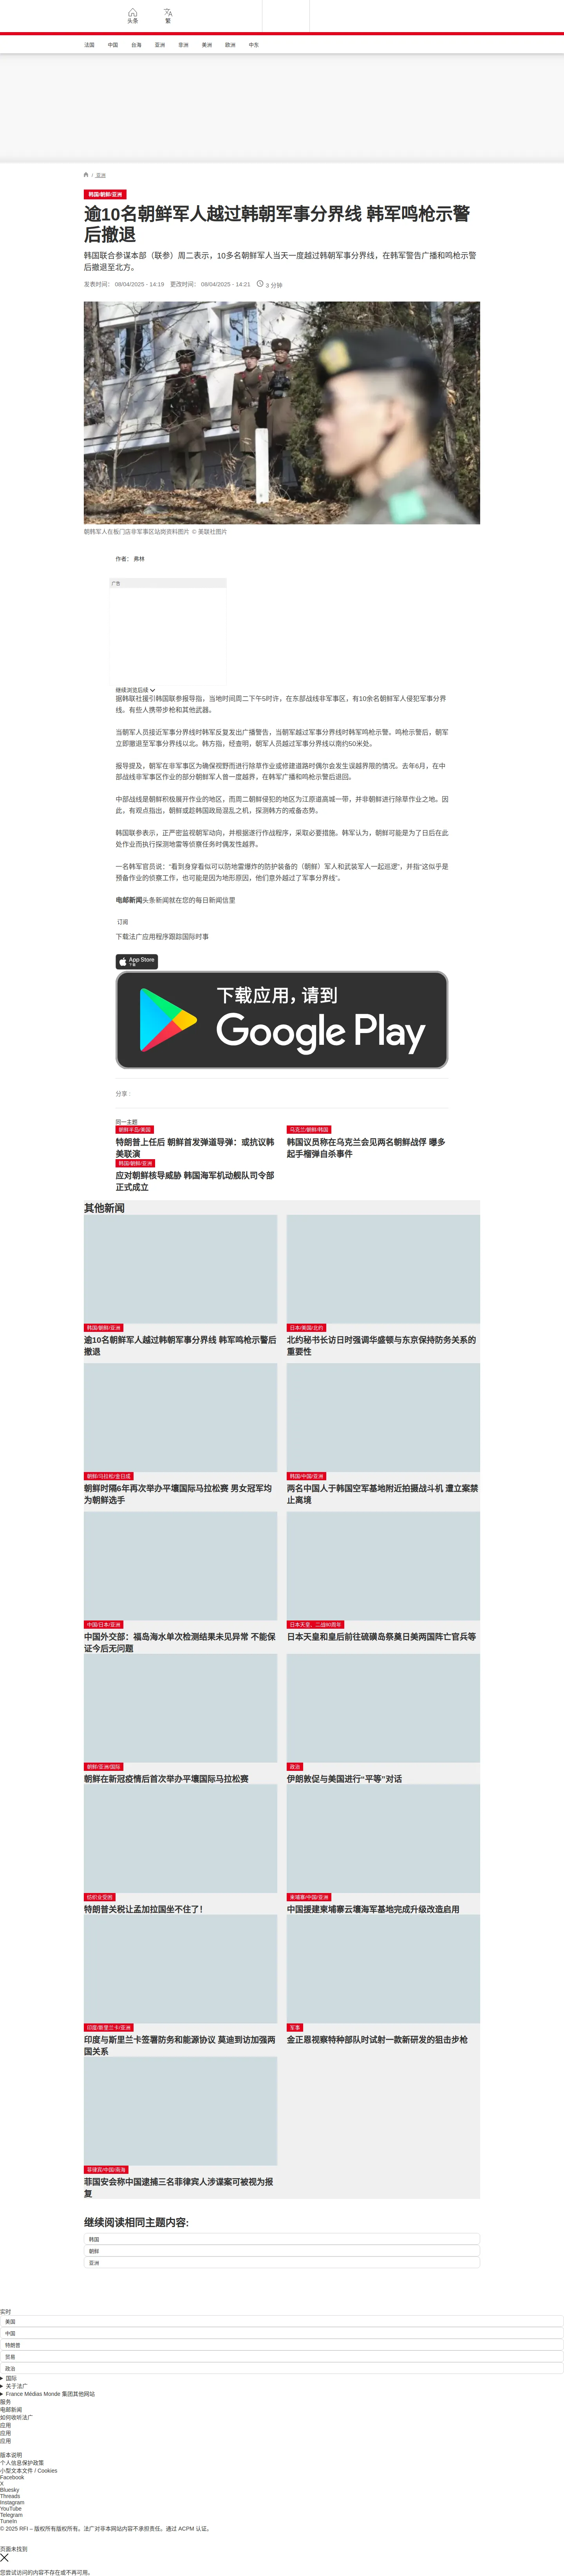 头条
繁
法国
中国
台海
亚洲
非洲
美洲
欧洲
中东
/ 亚洲
韩国/朝鲜/亚洲
逾10名朝鲜军人越过韩朝军事分界线 韩军鸣枪示警
后撤退
韩国联合参谋本部（联参）周二表示，10多名朝鲜军人当天一度越过韩朝军事分界线，在韩军警告广播和鸣枪示警
后撤退至北方。
发表时间： 08/04/2025 - 14:19 更改时间： 08/04/2025 - 14:21 3 分钟
朝韩军人在板门店非军事区站岗资料图片 © 美联社图片
作者： 弗林
广告
继续浏览后续
据韩联社援引韩国联参报导指，当地时间周二下午5时许，在东部战线非军事区，有10余名朝鲜军人侵犯军事分界
线。有些人携带步枪和其他武器。
当朝军人员接近军事分界线时韩军反复发出广播警告，当朝军越过军事分界线时韩军鸣枪示警。鸣枪示警后，朝军
立即撤退至军事分界线以北。韩方指，经查明，朝军人员越过军事分界线以南约50米处。
报导提及，朝军在非军事区为确保视野而进行除草作业或修建道路时偶尔会发生误越界限的情况。去年6月，在中
部战线非军事区作业的部分朝鲜军人曾一度越界，在韩军广播和鸣枪示警后退回。
中部战线是朝鲜积极展开作业的地区，而周二朝鲜侵犯的地区为江原道高城一带，并非朝鲜进行除草作业之地。因
此，有观点指出，朝鲜或趁韩国政局混乱之机，探测韩方的戒备态势。
韩国联参表示，正严密监视朝军动向，并根据遂行作战程序，采取必要措施。韩军认为，朝鲜可能是为了日后在此
处作业而执行探测地雷等侦察任务时偶发性越界。
一名韩军官员说：“看到身穿看似可以防地雷爆炸的防护装备的（朝鲜）军人和武装军人一起巡逻”，并指“这似乎是
预备作业的侦察工作，也可能是因为地形原因，他们意外越过了军事分界线”。
电邮新闻头条新闻就在您的每日新闻信里
订阅
下载法广应用程序跟踪国际时事
App Store
下载
下载应用，请到
Google Play
分享 :
同一主题
朝鲜半岛/美国
特朗普上任后 朝鲜首发弹道导弹：或抗议韩
美联演
乌克兰/朝鲜/韩国
韩国议员称在乌克兰会见两名朝鲜战俘 曝多
起手榴弹自杀事件
韩国/朝鲜/亚洲
应对朝鲜核导威胁 韩国海军机动舰队司令部
正式成立
其他新闻
韩国/朝鲜/亚洲
逾10名朝鲜军人越过韩朝军事分界线 韩军鸣枪示警后
撤退
日本/美国/北约
北约秘书长访日时强调华盛顿与东京保持防务关系的
重要性
朝鲜/马拉松/金日成
朝鲜时隔6年再次举办平壤国际马拉松赛 男女冠军均
为朝鲜选手
韩国/中国/亚洲
两名中国人于韩国空军基地附近拍摄战斗机 遭立案禁
止离境
中国/日本/亚洲
中国外交部：福岛海水单次检测结果未见异常 不能保
证今后无问题
日本天皇、二战80周年
日本天皇和皇后前往硫磺岛祭奠日美两国阵亡官兵等
朝鲜/亚洲/国际
朝鲜在新冠疫情后首次举办平壤国际马拉松赛
政治
伊朗敦促与美国进行“平等”对话
纺织业受困
特朗普关税让孟加拉国坐不住了!
柬埔寨/中国/亚洲
中国援建柬埔寨云壤海军基地完成升级改造启用
印度/斯里兰卡/亚洲
印度与斯里兰卡签署防务和能源协议 莫迪到访加强两
国关系
军事
金正恩视察特种部队时试射一款新研发的狙击步枪
菲律宾/中国/南海
菲国安会称中国逮捕三名菲律宾人涉谍案可被视为报
复
继续阅读相同主题内容:
韩国
朝鲜
亚洲
实时
美国
中国
特朗普
贸易
政治
国际
关于法广
France Médias Monde 集团其他网站
服务
电邮新闻
如何收听法广
应用
应用
应用
版本说明
个人信息保护政策
小型文本文件 / Cookies
Facebook
X
Bluesky
Threads
Instagram
YouTube
Telegram
TuneIn
© 2025 RFI – 版权所有版权所有。法广对非本网站内容不承担责任。通过 ACPM 认证。
页面未找到
您尝试访问的内容不存在或不再可用。